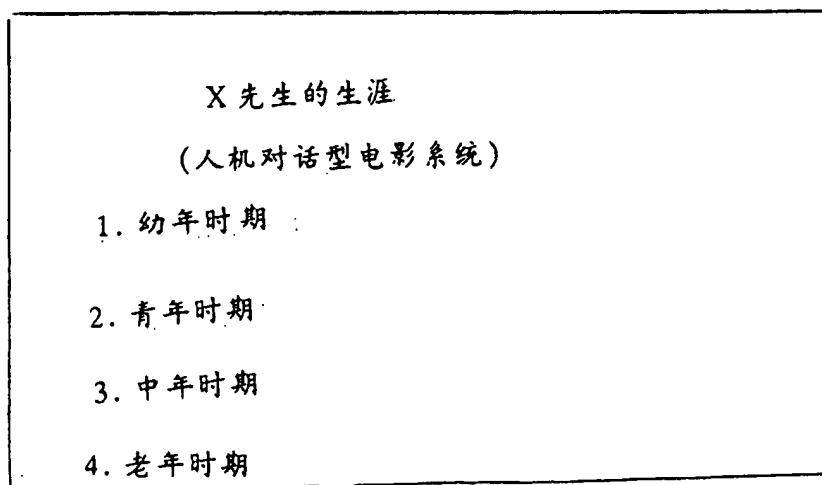 X 先生的生涯
(人机对话型电影系统)
1. 幼年时期
2. 青年时期
3. 中年时期
4. 老年时期